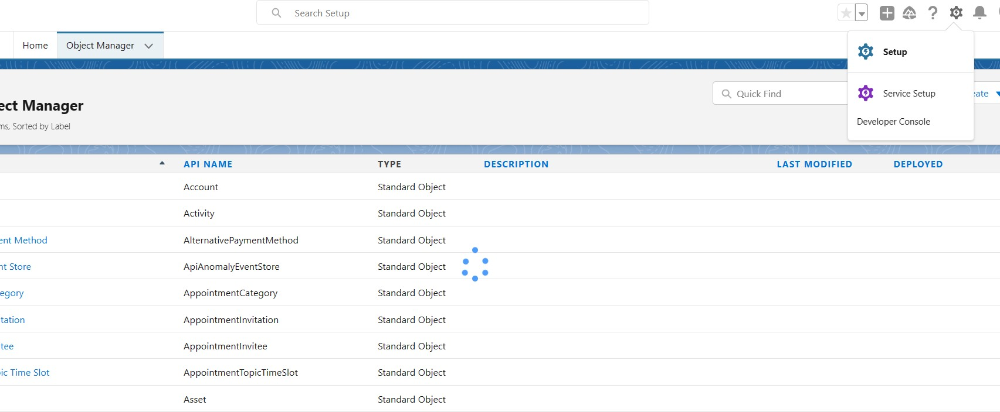 Search Setup
Home
Object Manager
Setup
Service Setup
Developer Console
ect Manager
ms, Sorted by Label
Quick Find
eate
API NAME TYPE DESCRIPTION LAST MODIFIED DEPLOYED
Account Standard Object
Activity Standard Object
ent Method AlternativePaymentMethod Standard Object
nt Store ApiAnomalyEventStore Standard Object
egory AppointmentCategory Standard Object
tation AppointmentInvitation Standard Object
tee AppointmentInvitee Standard Object
ic Time Slot AppointmentTopicTimeSlot Standard Object
Asset Standard Object